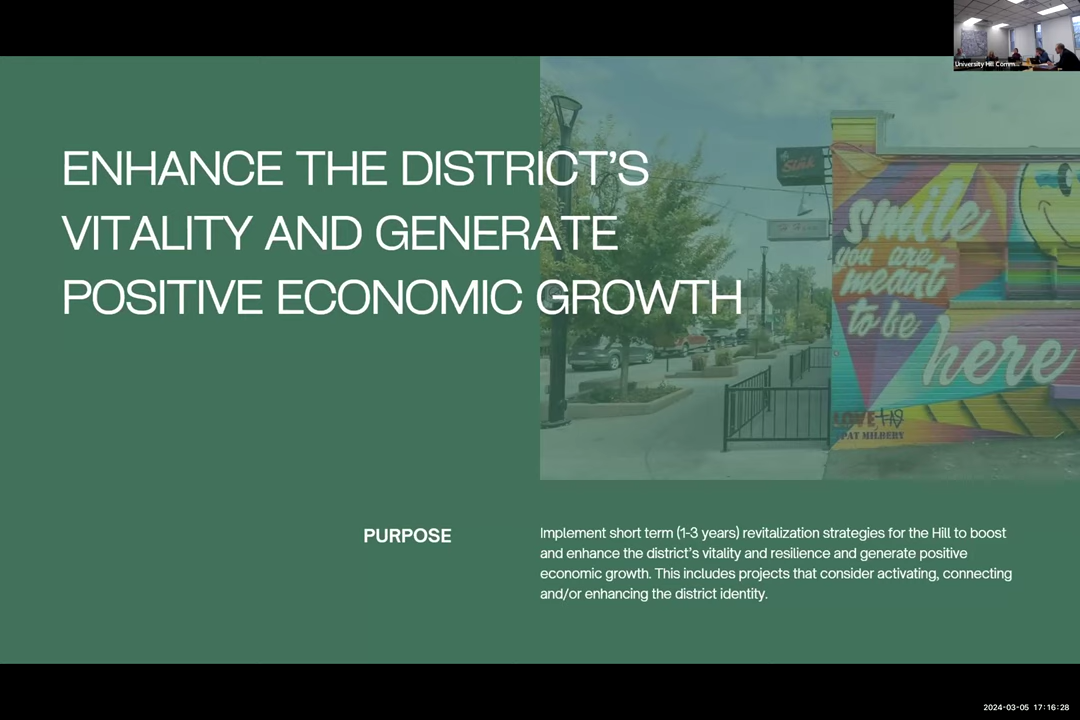 University Hill Comm...
ENHANCE THE DISTRICT’S
VITALITY AND GENERATE
POSITIVE ECONOMIC GROWTH
smile
you are
meant
to be
here
LOVE
PAT MILBERY
PURPOSE
Implement short term (1-3 years) revitalization strategies for the Hill to boost
and enhance the district’s vitality and resilience and generate positive
economic growth. This includes projects that consider activating, connecting
and/or enhancing the district identity.
2024-03-05 17:16:28